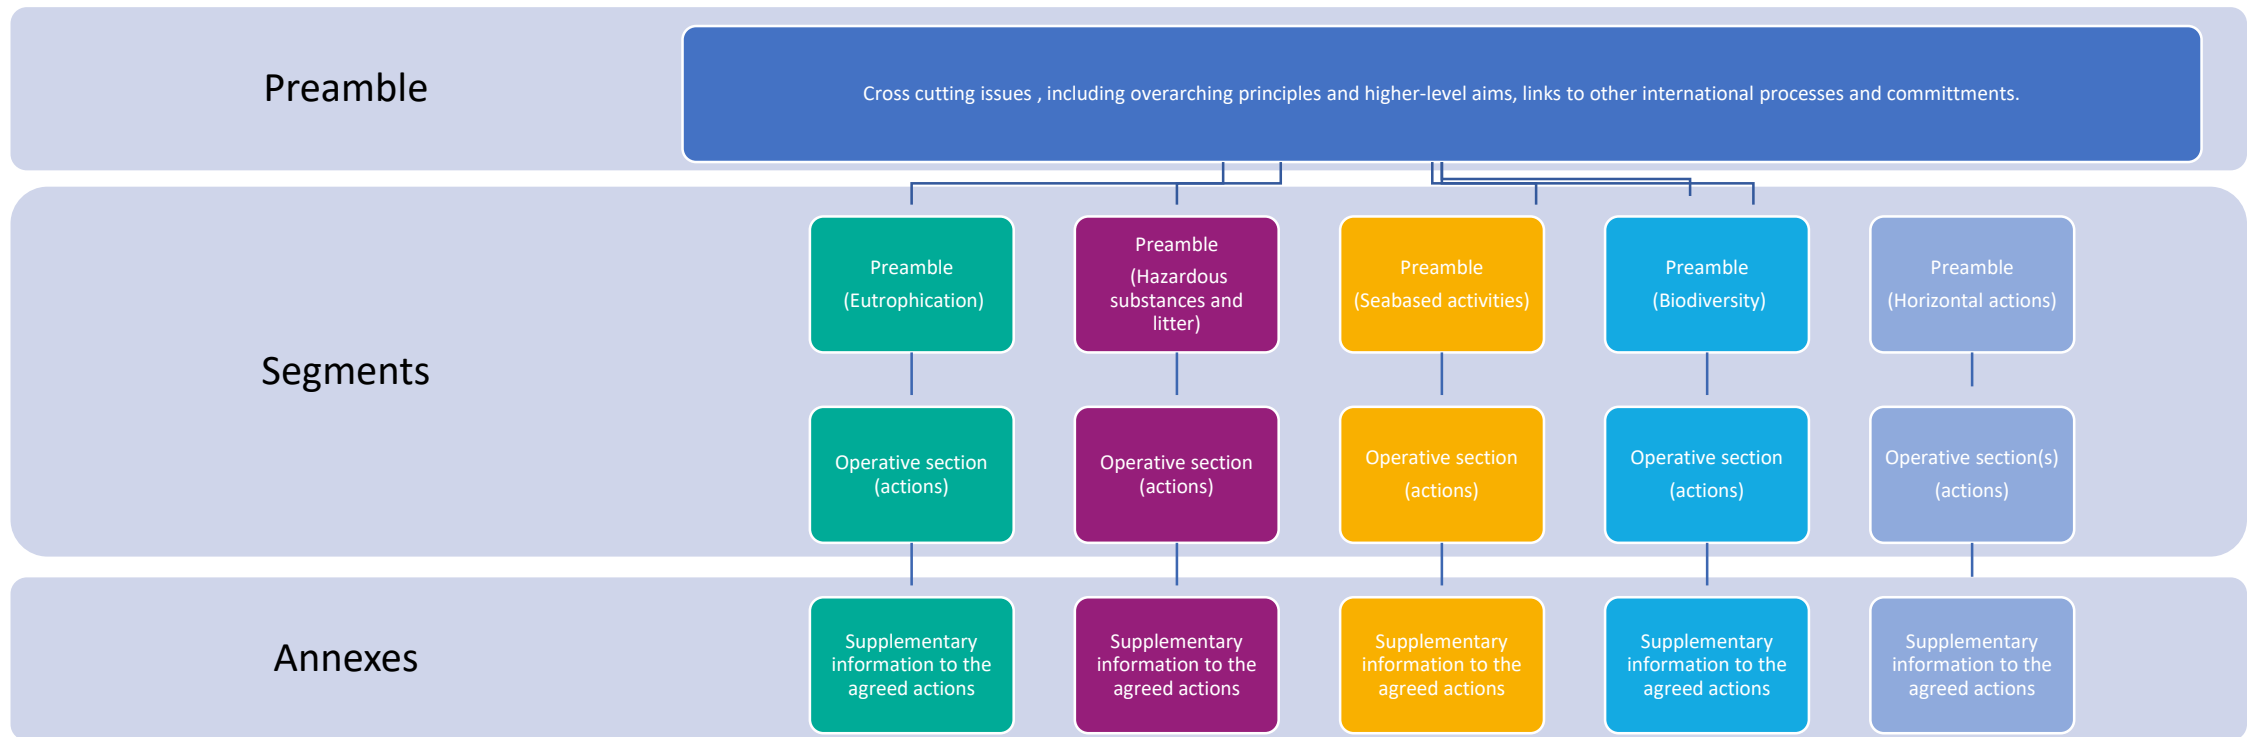 Preamble
Cross cutting issues , including overarching principles and higher-level aims, links to other international processes and committments.
Segments
Preamble
(Eutrophication)
Preamble
(Hazardous
substances and
litter)
Preamble
(Seabased activities)
Preamble
(Biodiversity)
Preamble
(Horizontal actions)
Operative section
(actions)
Operative section
(actions)
Operative section
(actions)
Operative section
(actions)
Operative section(s)
(actions)
Annexes
Supplementary
information to the
agreed actions
Supplementary
information to the
agreed actions
Supplementary
information to the
agreed actions
Supplementary
information to the
agreed actions
Supplementary
information to the
agreed actions